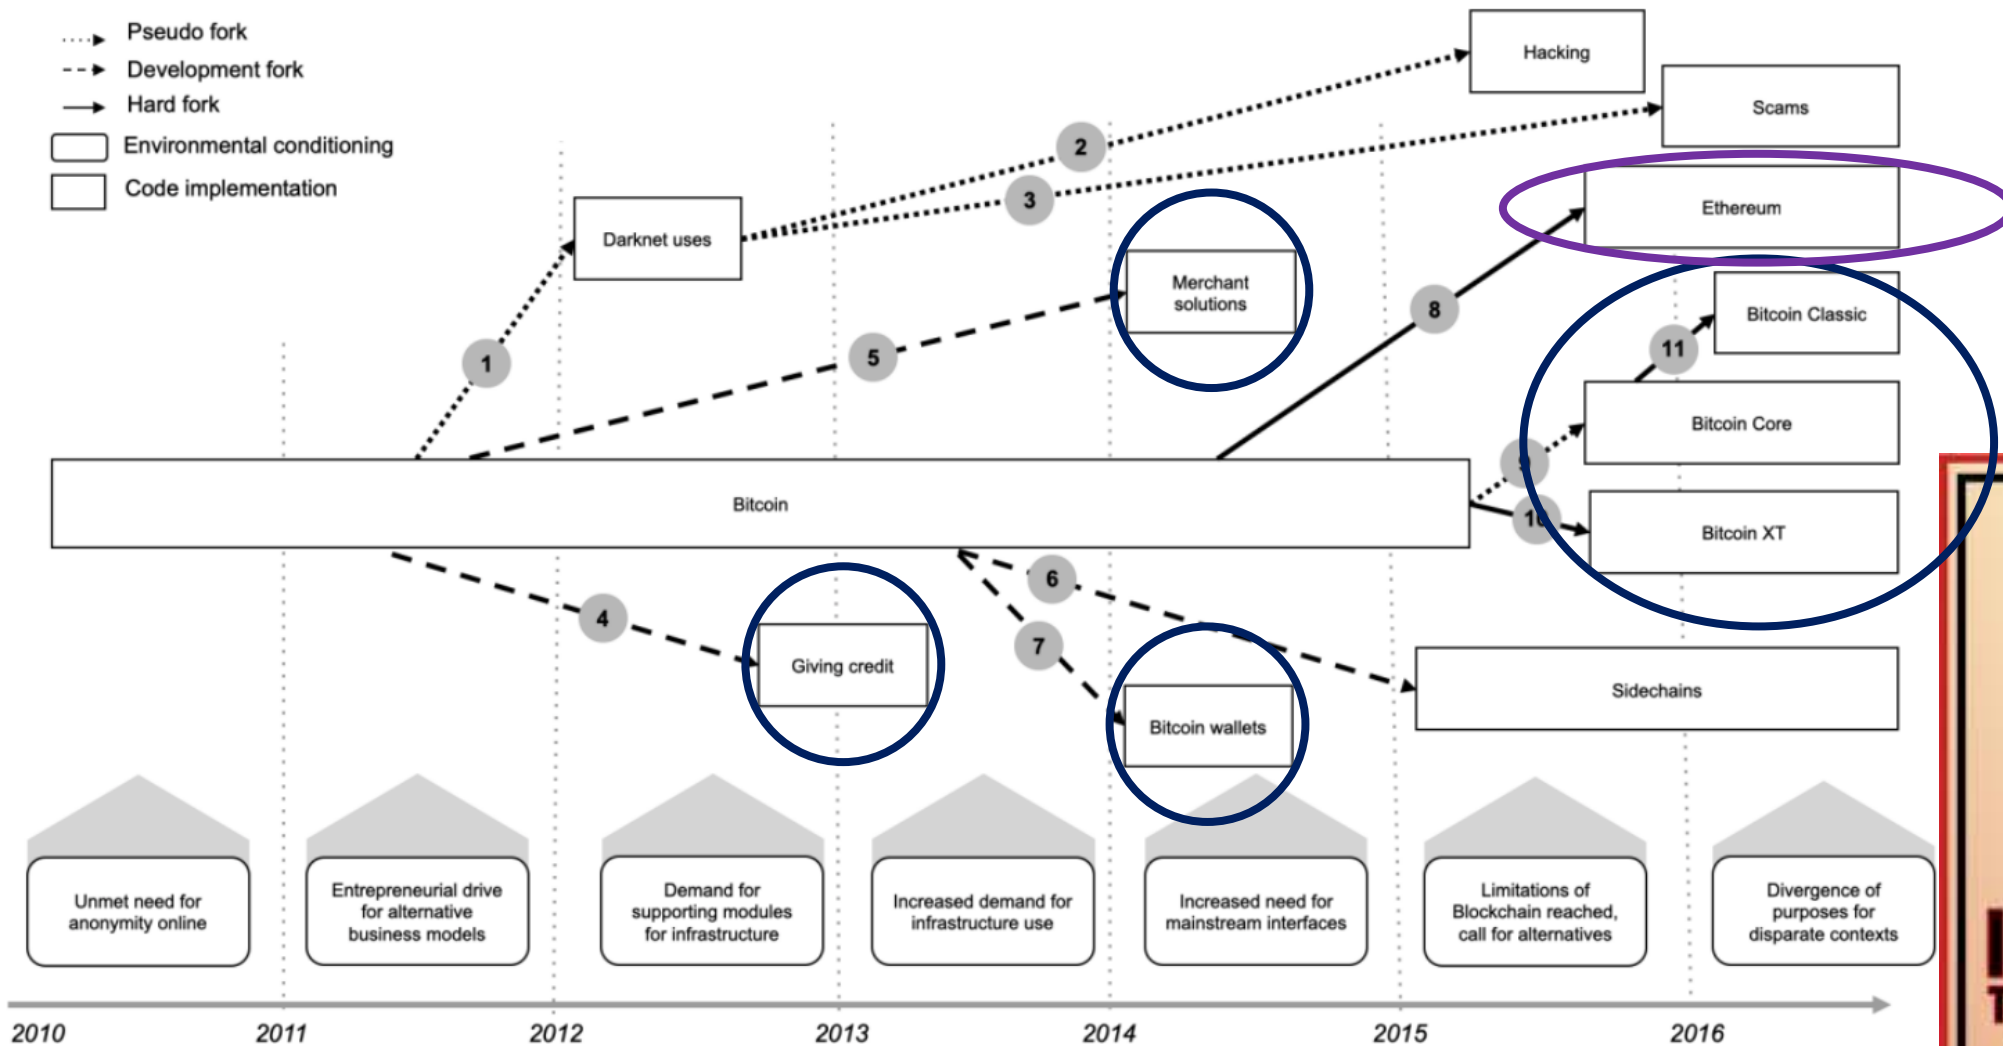 Pseudo fork
Development fork
Hard fork
Environmental conditioning
Code implementation
Hacking
Scams
2
3
Ethereum
Darknet uses
Merchant
solutions
8
Bitcoin Classic
11
1
5
Bitcoin Core
9
Bitcoin
10
Bitcoin XT
6
4
7
Giving credit
Sidechains
Bitcoin wallets
Unmet need for
anonymity online
Entrepreneurial drive
for alternative
business models
Demand for
supporting modules
for infrastructure
Increased demand for
infrastructure use
Increased need for
mainstream interfaces
Limitations of
Blockchain reached,
call for alternatives
Divergence of
purposes for
disparate contexts
2010
2011
2012
2013
2014
2015
2016